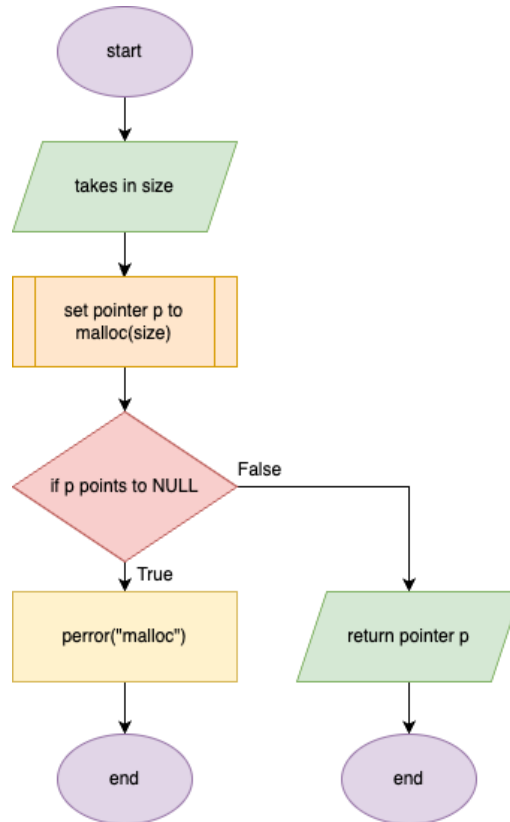 start
takes in size
set pointer p to
malloc(size)
if p points to NULL
False
True
perror("malloc")
return pointer p
end
end